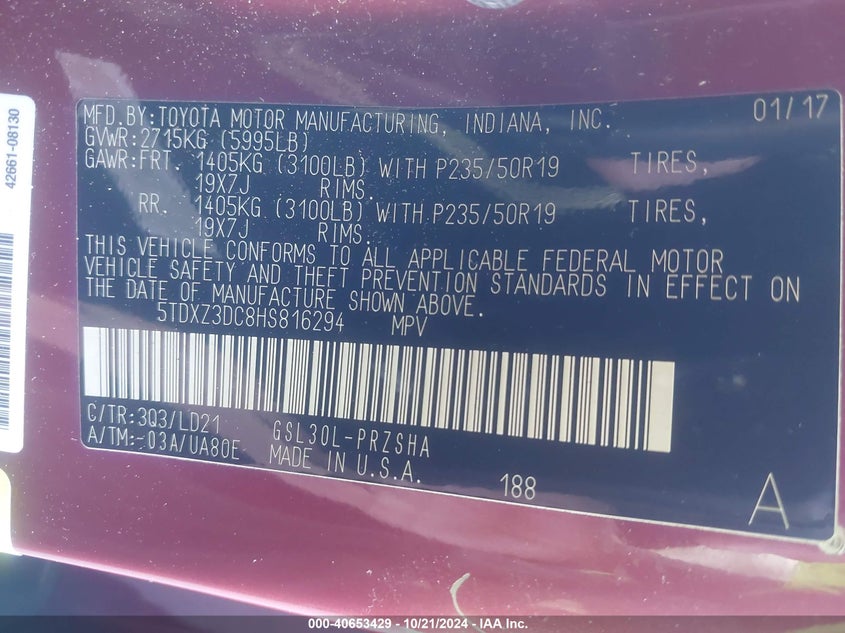 42661-08130
MFD.BY:TOYOTA MOTOR MANUFACTURING, INDIANA, INC. 01/17
GVWR:2715KG (5995LB)
GAWR:FRT. 1405KG (3100LB) WITH P235/50R19 TIRES,
19X7J RIMS.
RR. 1405KG (3100LB) WITH P235/50R19 TIRES,
19X7J RIMS.
THIS VEHICLE CONFORMS TO ALL APPLICABLE FEDERAL MOTOR
VEHICLE SAFETY AND THEFT PREVENTION STANDARDS IN EFFECT ON
THE DATE OF MANUFACTURE SHOWN ABOVE.
5TDXZ3DC8HS816294 MPV
C/TR:3Q3/LD21 GSL30L-PRZSHA
A/TM:-03A/UA80E MADE IN U.S.A.
188 A
000-40653429 - 10/21/2024 - IAA Inc.